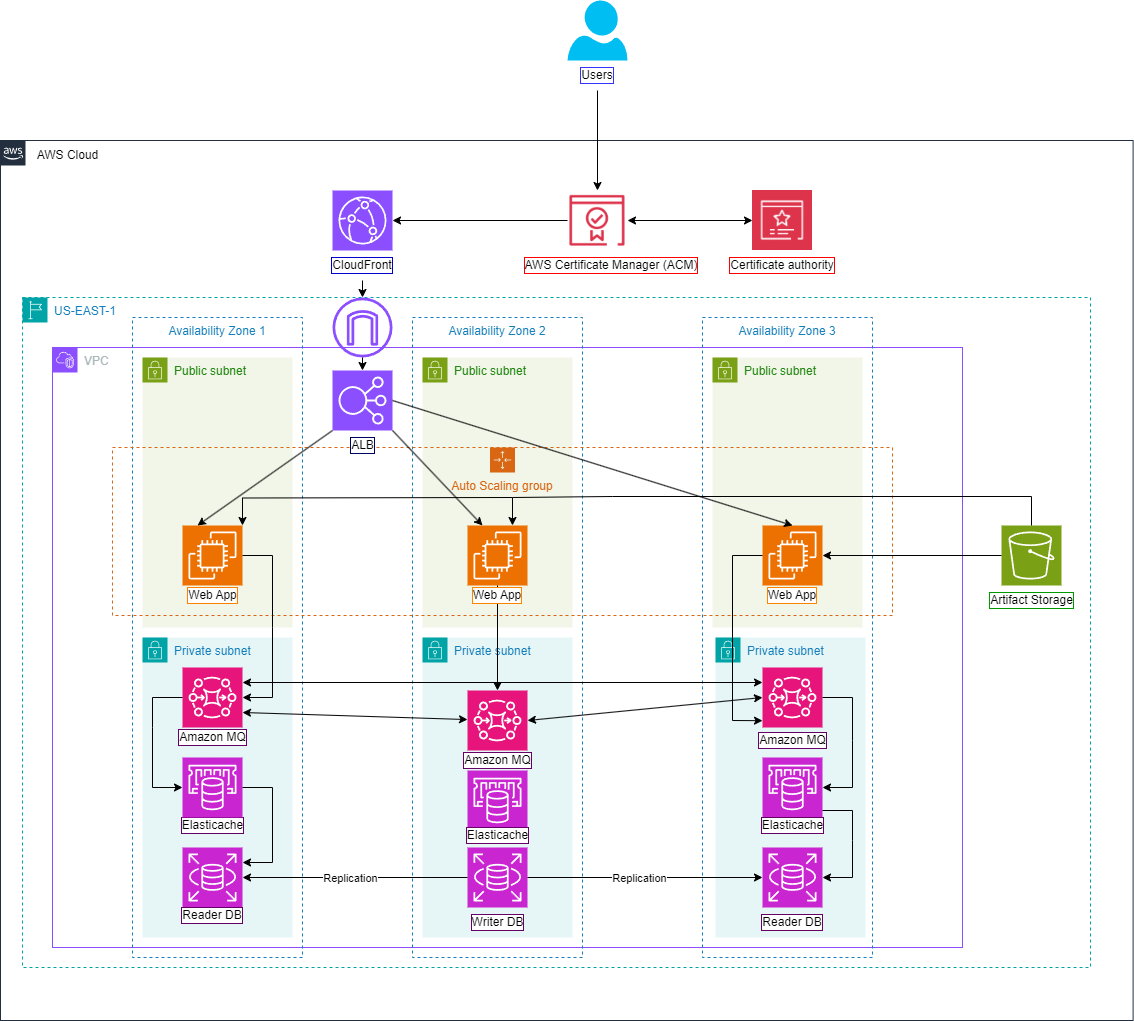 Users
aws
AWS Cloud
CloudFront
AWS Certificate Manager (ACM)
Certificate authority
US-EAST-1
Availability Zone 1
Availability Zone 2
Availability Zone 3
VPC
Public subnet
Public subnet
Public subnet
ALB
Auto Scaling group
Web App
Web App
Web App
Artifact Storage
Private subnet
Private subnet
Private subnet
Amazon MQ
Amazon MQ
Amazon MQ
Elasticache
Elasticache
Elasticache
Replication
Replication
Reader DB
Writer DB
Reader DB